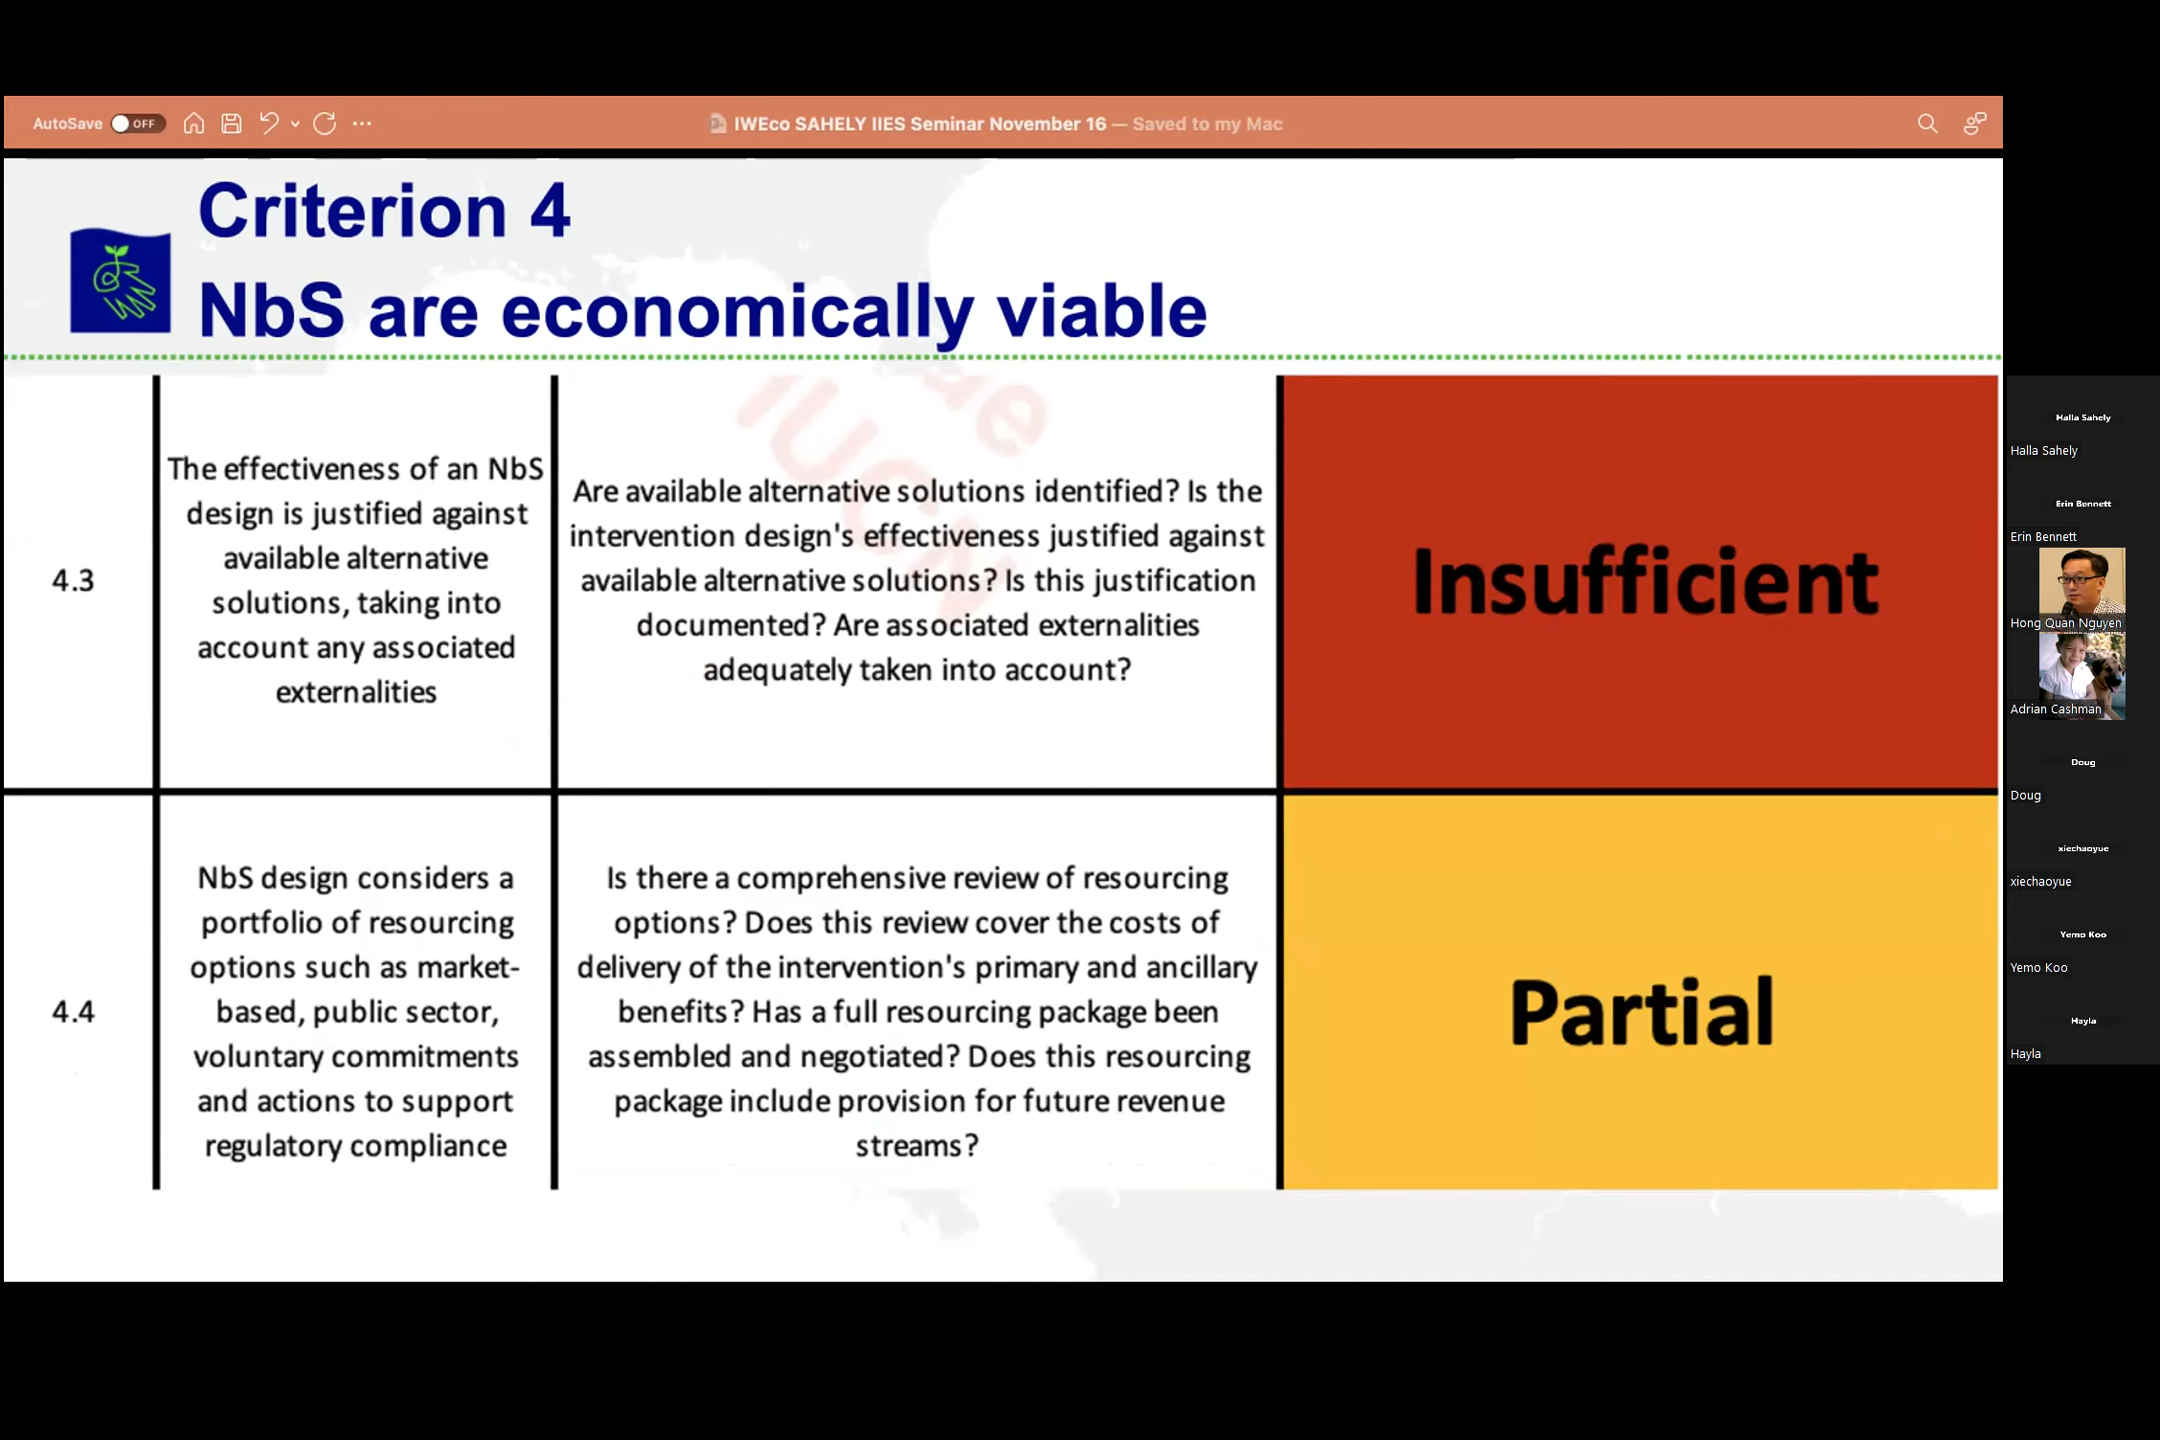 AutoSave OFF
IWEco SAHELY IIES Seminar November 16 — Saved to my Mac
Criterion 4
NbS are economically viable
4.3
The effectiveness of an NbS
design is justified against
available alternative
solutions, taking into
account any associated
externalities
Are available alternative solutions identified? Is the
intervention design's effectiveness justified against
available alternative solutions? Is this justification
documented? Are associated externalities
adequately taken into account?
Insufficient
4.4
NbS design considers a
portfolio of resourcing
options such as market-
based, public sector,
voluntary commitments
and actions to support
regulatory compliance
Is there a comprehensive review of resourcing
options? Does this review cover the costs of
delivery of the intervention's primary and ancillary
benefits? Has a full resourcing package been
assembled and negotiated? Does this resourcing
package include provision for future revenue
streams?
Partial
IUCN
Halla Sahely
Halla Sahely
Erin Bennett
Erin Bennett
Hong Quan Nguyen
Adrian Cashman
Doug
Doug
xiechaoyue
xiechaoyue
Yemo Koo
Yemo Koo
Hayla
Hayla